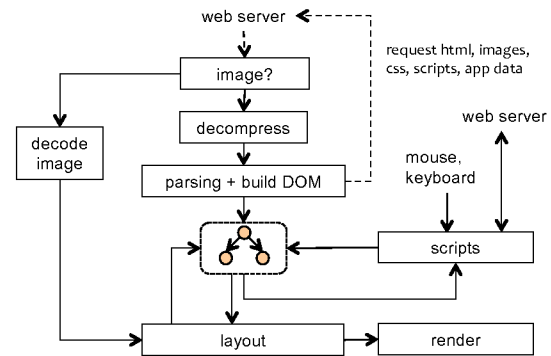 web server
request html, images,
css, scripts, app data
image?
web server
decompress
decode
image
mouse,
keyboard
parsing + build DOM
scripts
layout
render